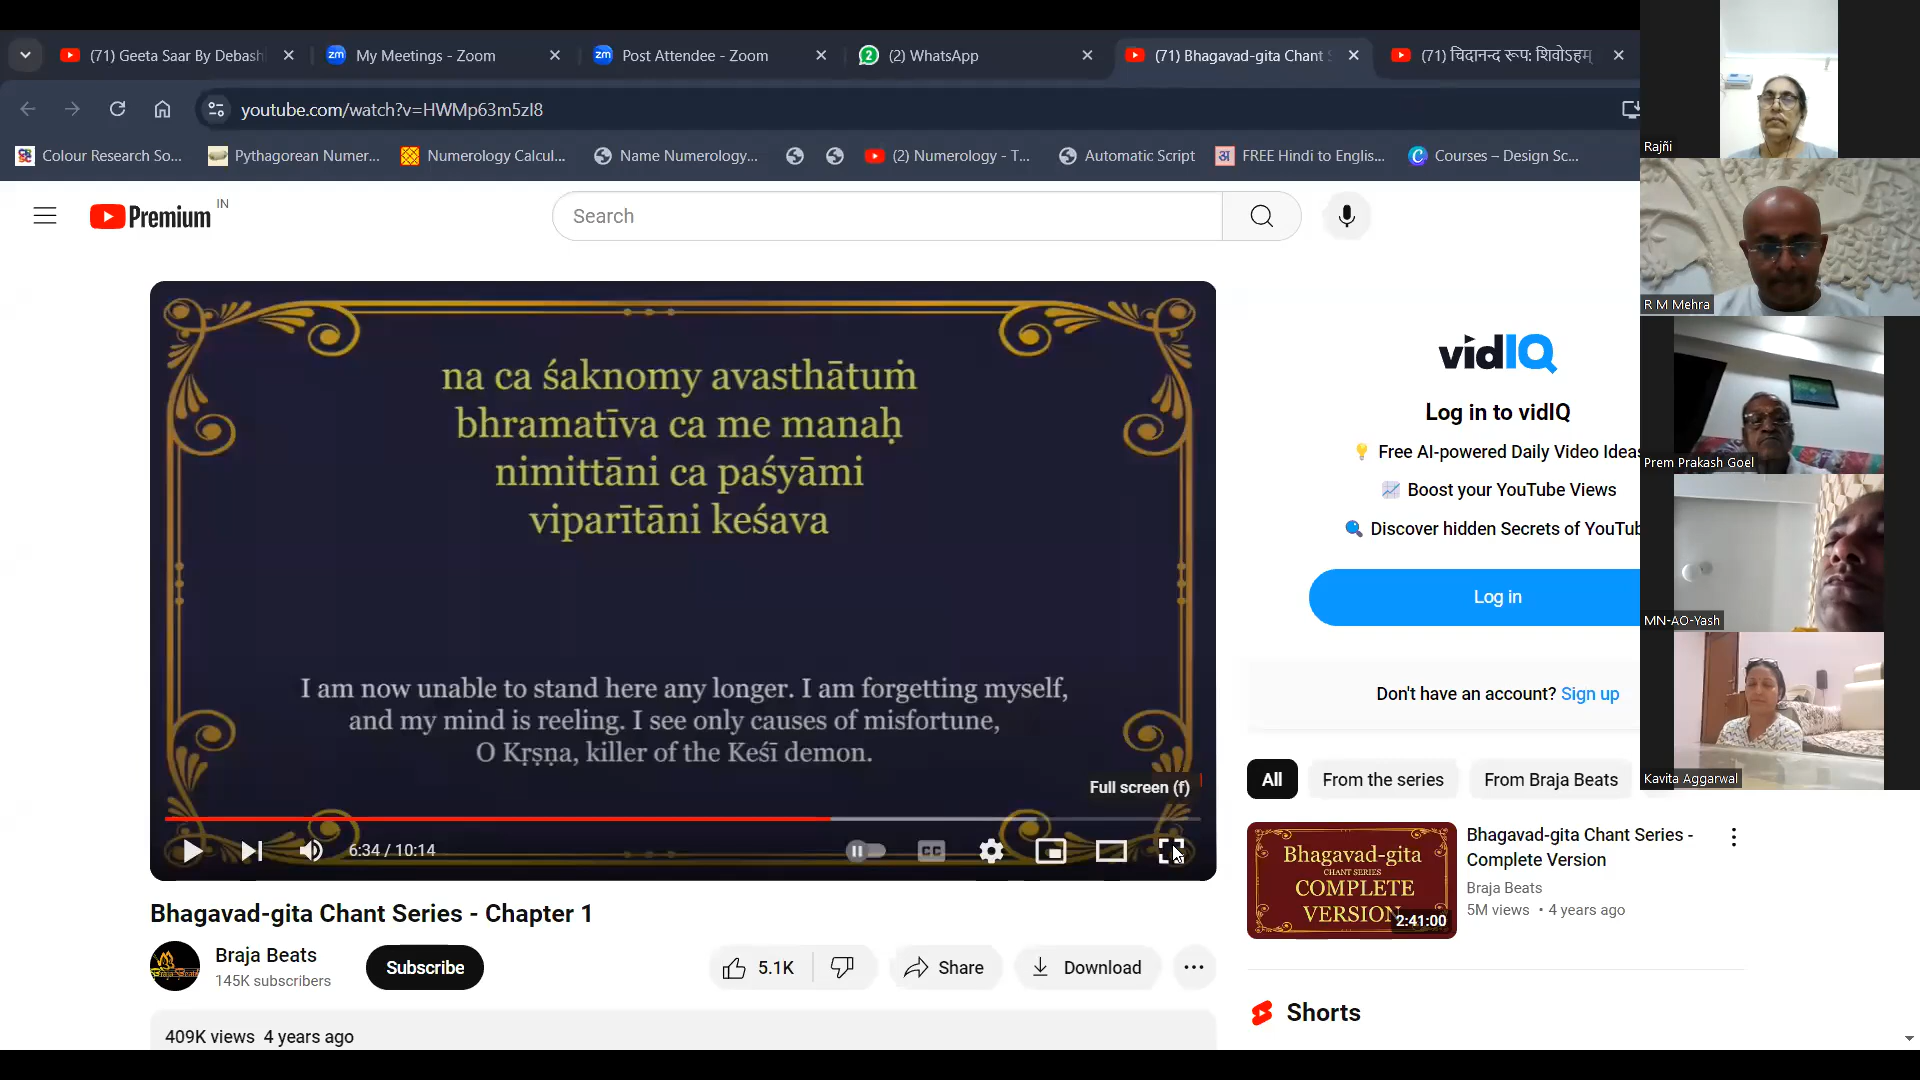 (71) Geeta Saar By Debash
My Meetings - Zoom
Post Attendee - Zoom
(2) WhatsApp
(71) Bhagavad-gita Chant S
(71) चिदानन्द रूप: शिवोऽहम्
youtube.com/watch?v=HWMp63m5zl8
Colour Research So...
Pythagorean Numer...
Numerology Calcul...
Name Numerology...
(2) Numerology - T...
Automatic Script
FREE Hindi to Englis...
Courses – Design Sc...
Premium IN
Search
na ca śaknomy avasthātuṁ
bhramatīva ca me manaḥ
nimittāni ca paśyāmi
viparītāni keśava
I am now unable to stand here any longer. I am forgetting myself,
and my mind is reeling. I see only causes of misfortune,
O Kṛṣṇa, killer of the Keśī demon.
Full screen (f)
6:34 / 10:14
CC
Bhagavad-gita Chant Series - Chapter 1
Braja Beats
145K subscribers
Subscribe
5.1K
Share
Download
409K views 4 years ago
vidIQ
Log in to vidIQ
Free AI-powered Daily Video Ideas
Boost your YouTube Views
Discover hidden Secrets of YouTub
Log in
Don't have an account? Sign up
All
From the series
From Braja Beats
Bhagavad-gita
CHANT SERIES
COMPLETE
VERSION
2:41:00
Bhagavad-gita Chant Series -
Complete Version
Braja Beats
5M views • 4 years ago
Shorts
Rajñi
R M Mehra
Prem Prakash Goel
MN-AO-Yash
Kavita Aggarwal